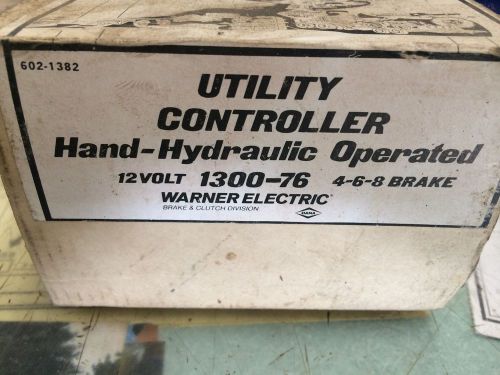 602-1382
UTILITY
CONTROLLER
Hand-Hydraulic Operated
12 VOLT 1300-76 4-6-8 BRAKE
WARNER ELECTRIC
BRAKE & CLUTCH DIVISION
DANA